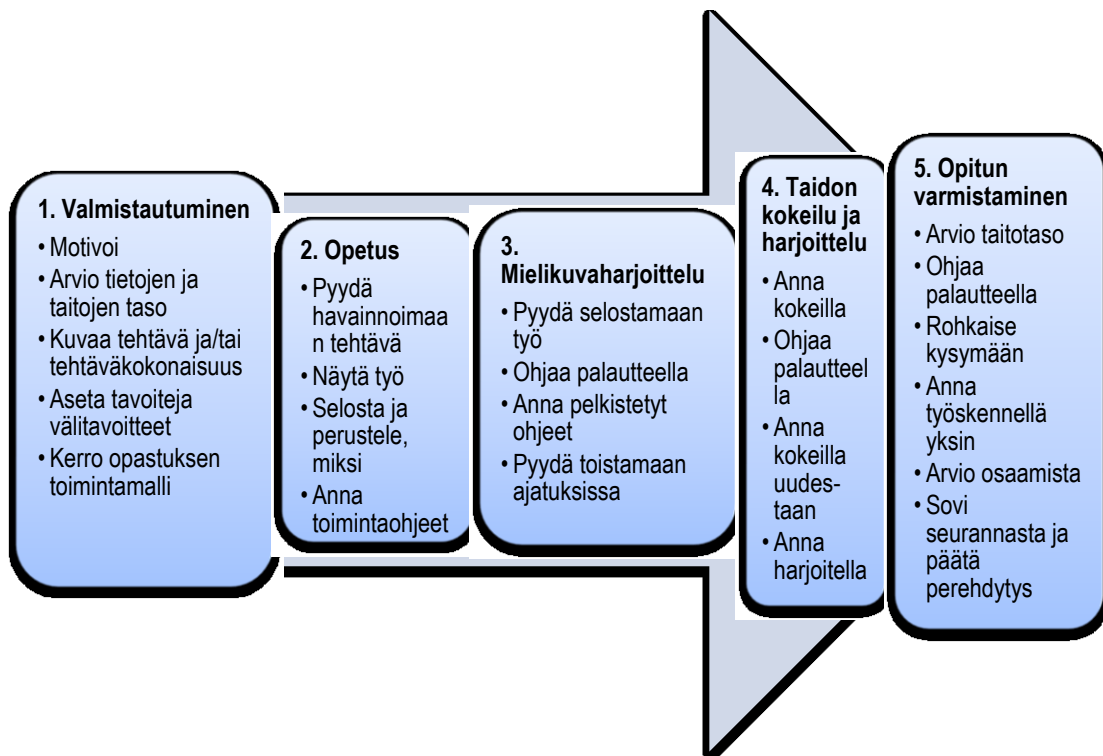 1. Valmistautuminen
• Motivoi
• Arvio tietojen ja
taitojen taso
• Kuvaa tehtävä ja/tai
tehtäväkokonaisuus
• Aseta tavoiteja
välitavoitteet
• Kerro opastuksen
toimintamalli
2. Opetus
• Pyydä
havainnoimaa
n tehtävä
• Näytä työ
• Selosta ja
perustele,
miksi
• Anna
toimintaohjeet
3.
Mielikuvaharjoittelu
• Pyydä selostamaan
työ
• Ohjaa palautteella
• Anna pelkistetyt
ohjeet
• Pyydä toistamaan
ajatuksissa
4. Taidon
kokeilu ja
harjoittelu
• Anna
kokeilla
• Ohjaa
palautteel
la
• Anna
kokeilla
uudes-
taan
• Anna
harjoitella
5. Opitun
varmistaminen
• Arvio taitotaso
• Ohjaa
palautteella
• Rohkaise
kysymään
• Anna
työskennellä
yksin
• Arvio osaamista
• Sovi
seurannasta ja
päätä
perehdytys